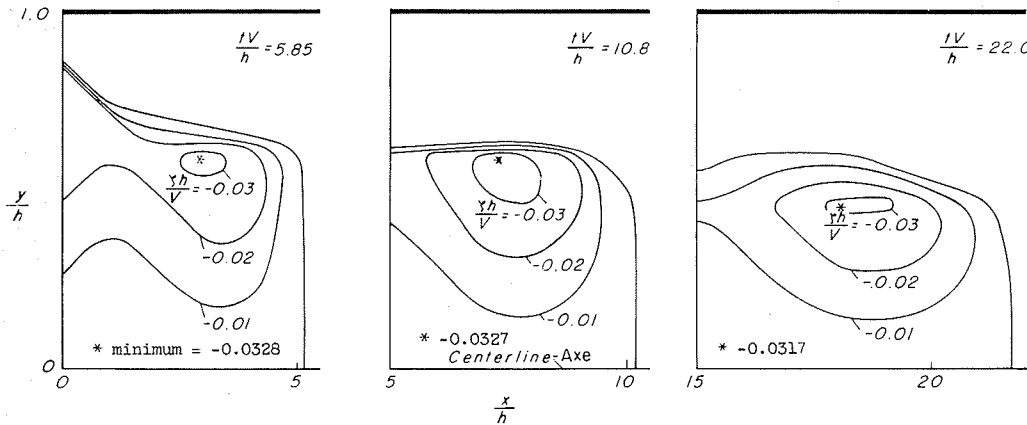 1.0
y/h
0
tV/h = 5.85
ζh/V = -0.03
-0.02
-0.01
* minimum = -0.0328
0
5
tV/h = 10.8
ζh/V = -0.03
-0.02
-0.01
* -0.0327
Centerline-Axe
5
10
x/h
tV/h = 22.0
ζh/V = -0.03
-0.02
-0.01
* -0.0317
15
20